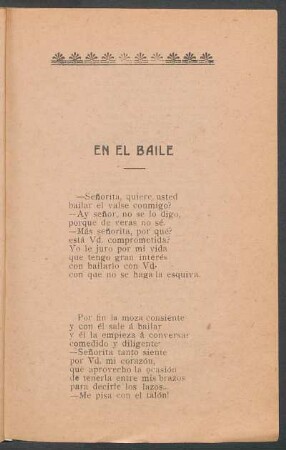 EN EL BAILE
—Señorita, quiere usted
bailar el valse conmigo?
—Ay señor, no se lo digo,
porque de veras no sé.
—Más señorita, por qué?
está Vd. comprometida?
Yo le juro por mi vida
que tengo gran interés
con bailarlo con Vd.
con que no se haga la esquiva.
Por fin la moza consiente
y con él sale á bailar
y él la empieza á conversar
comedido y diligente
—Señorita tanto siente
por Vd. mi corazón,
que aprovecho la ocasión
de tenerla entre mis brazos
para decirle los lazos..
—Me pisa con el talón!